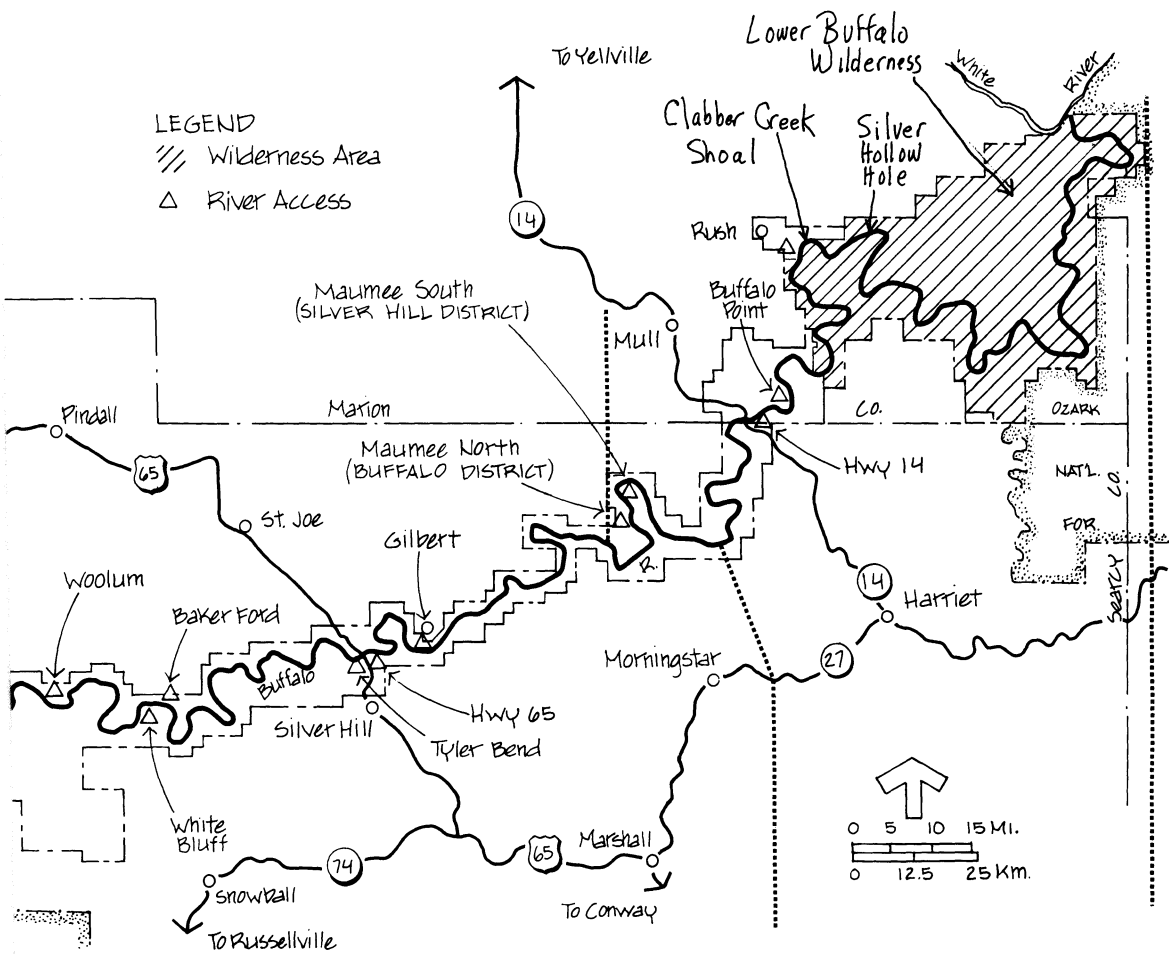 Lower Buffalo
Wilderness
White
River
To Yellville
LEGEND
Wilderness Area
River Access
Clabber Creek
Shoal
Silver
Hollow
Hole
14
Rush
Maumee South
(SILVER HILL DISTRICT)
Buffalo
Point
Mull
Pindall
Marion
CO.
OZARK
65
Maumee North
(BUFFALO DISTRICT)
HWY 14
NAT'L.
CO.
St. Joe
FOR.
Gilbert
R.
Woolum
Baker Ford
14
Harriet
Searcy
Morningstar
27
Buffalo
Hwy 65
Silver Hill
Tyler Bend
White
Bluff
0 5 10 15 MI.
Marshall
65
74
0 12.5 25 Km.
Snowball
To Conway
To Russellville